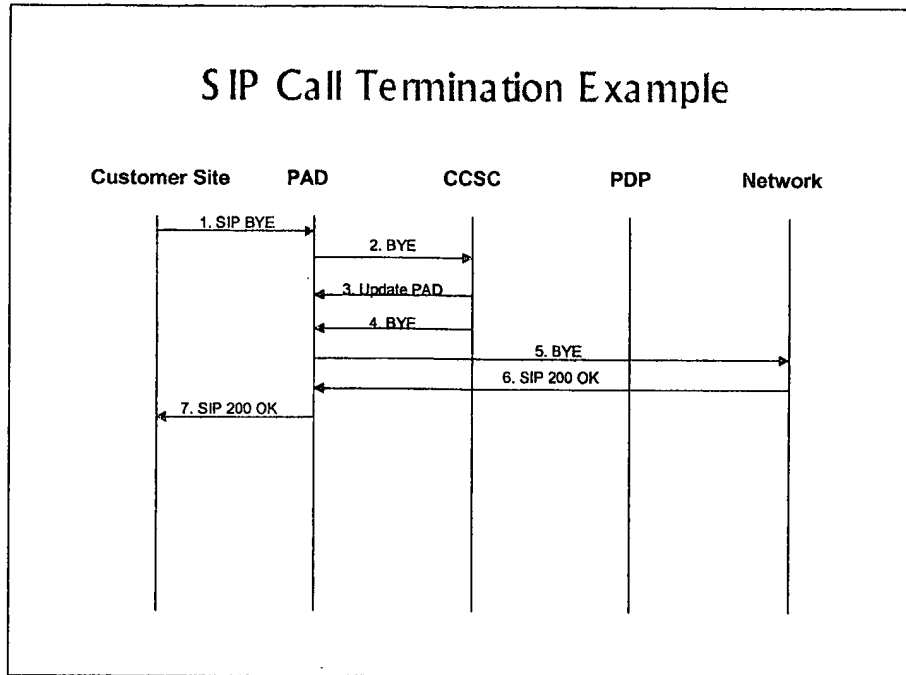 SIP Call Termination Example
Customer Site PAD CCSC PDP Network
1. SIP BYE
2. BYE
3. Update PAD
4. BYE
5. BYE
6. SIP 200 OK
7. SIP 200 OK